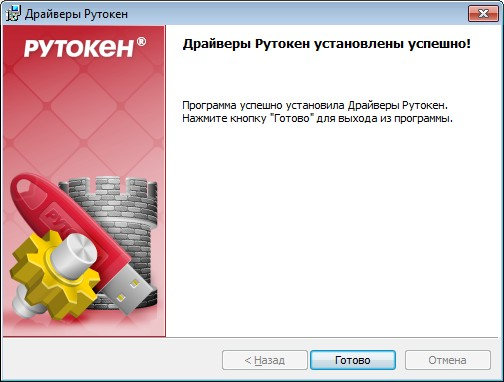 Драйверы Рутокен
РУТОКЕН®
Драйверы Рутокен установлены успешно!
Программа успешно установила Драйверы Рутокен.
Нажмите кнопку "Готово" для выхода из программы.
РУТОКЕН
< Назад
Готово
Отмена